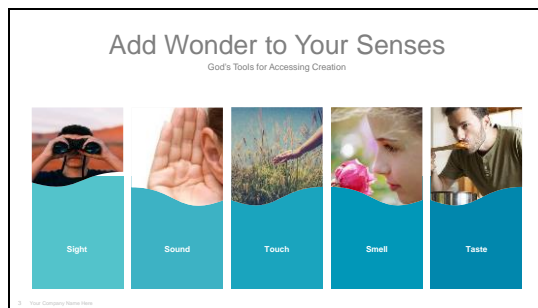 Add Wonder to Your Senses
God's Tools for Accessing Creation
Sight
Sound
Touch
Smell
Taste
3 Your Company Name Here